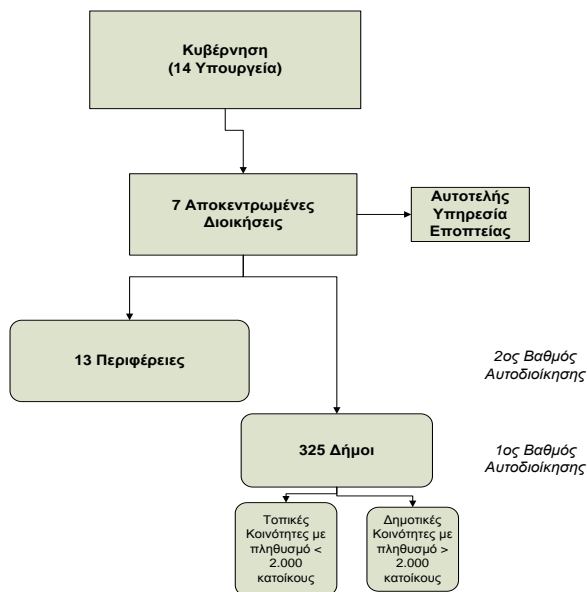 Κυβέρνηση
(14 Υπουργεία)
7 Αποκεντρωμένες
Διοικήσεις
Αυτοτελής
Υπηρεσία
Εποπτείας
13 Περιφέρειες
2ος Βαθμός
Αυτοδιοίκησης
325 Δήμοι
1ος Βαθμός
Αυτοδιοίκησης
Τοπικές
Κοινότητες με
πληθυσμό <
2.000
κατοίκους
Δημοτικές
Κοινότητες με
πληθυσμό >
2.000
κατοίκους